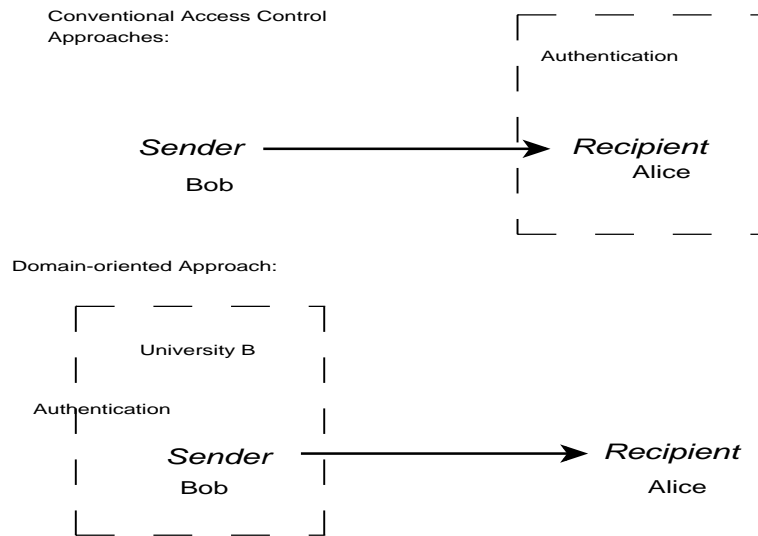 Conventional Access Control
Approaches:
Authentication
Sender
Recipient
Bob
Alice
Domain-oriented Approach:
University B
Authentication
Sender
Recipient
Bob
Alice